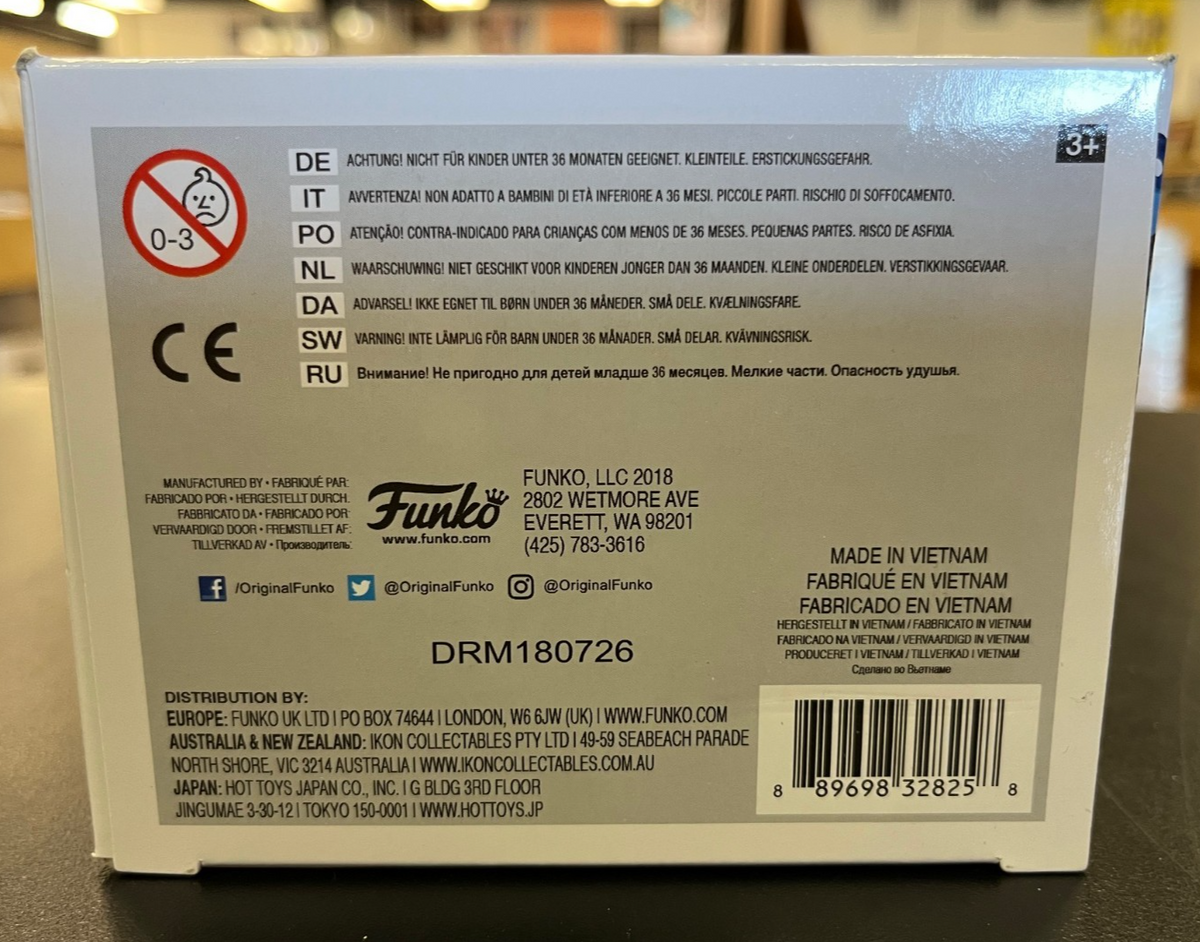 3+
0-3
DE ACHTUNG! NICHT FÜR KINDER UNTER 36 MONATEN GEEIGNET. KLEINTEILE. ERSTICKUNGSGEFAHR.
IT AVVERTENZA! NON ADATTO A BAMBINI DI ETÀ INFERIORE A 36 MESI. PICCOLE PARTI. RISCHIO DI SOFFOCAMENTO.
PO ATENÇÃO! CONTRA-INDICADO PARA CRIANÇAS COM MENOS DE 36 MESES. PEQUENAS PARTES. RISCO DE ASFIXIA.
NL WAARSCHUWING! NIET GESCHIKT VOOR KINDEREN JONGER DAN 36 MAANDEN. KLEINE ONDERDELEN. VERSTIKKINGSGEVAAR.
DA ADVARSEL! IKKE EGNET TIL BØRN UNDER 36 MÅNEDER. SMÅ DELE. KVÆLNINGSFARE.
SW VARNING! INTE LÄMPLIG FÖR BARN UNDER 36 MÅNADER. SMÅ DELAR. KVÄVNINGSRISK.
RU Внимание! Не пригодно для детей младше 36 месяцев. Мелкие части. Опасность удушья.
CE
MANUFACTURED BY • FABRIQUÉ PAR:
FABRICADO POR • HERGESTELLT DURCH.
FABBRICATO DA • FABRICADO POR:
VERVAARDIGD DOOR • FREMSTILLET AF:
TILLVERKAD AV • Производитель:
Funko
www.funko.com
FUNKO, LLC 2018
2802 WETMORE AVE
EVERETT, WA 98201
(425) 783-3616
/OriginalFunko @OriginalFunko @OriginalFunko
DRM180726
MADE IN VIETNAM
FABRIQUÉ EN VIETNAM
FABRICADO EN VIETNAM
HERGESTELLT IN VIETNAM / FABBRICATO IN VIETNAM
FABRICADO NA VIETNAM / VERVAARDIGD IN VIETNAM
PRODUCERET I VIETNAM / TILLVERKAD I VIETNAM
Сделано во Вьетнаме
DISTRIBUTION BY:
EUROPE: FUNKO UK LTD | PO BOX 74644 | LONDON, W6 6JW (UK) | WWW.FUNKO.COM
AUSTRALIA & NEW ZEALAND: IKON COLLECTABLES PTY LTD | 49-59 SEABEACH PARADE
NORTH SHORE, VIC 3214 AUSTRALIA | WWW.IKONCOLLECTABLES.COM.AU
JAPAN: HOT TOYS JAPAN CO., INC. | G BLDG 3RD FLOOR
JINGUMAE 3-30-12 | TOKYO 150-0001 | WWW.HOTTOYS.JP
8 89698 32825 8